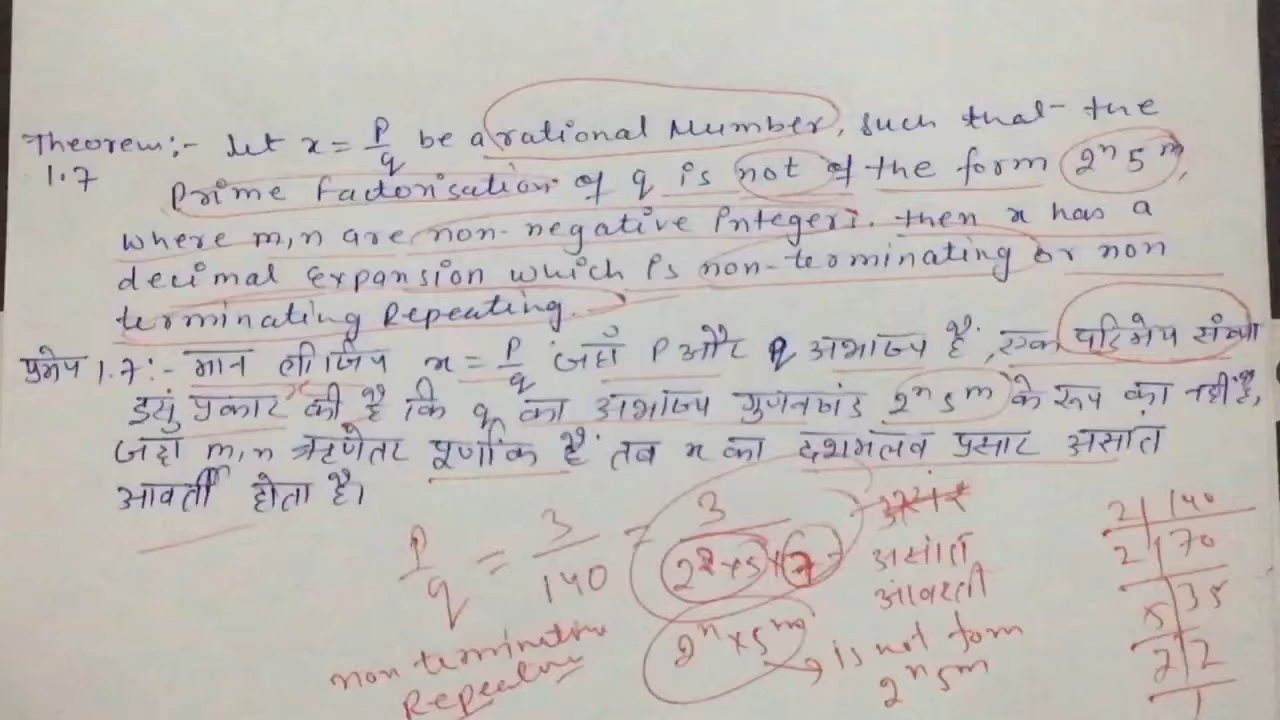 Theorem:- Let x = p/q be a rational Number, such that the
1.7
Prime factorisation of q is not of the form 2ⁿ 5ᵐ,
where m,n are non-negative Integers. then x has a
decimal expansion which is non-terminating or non
terminating Repeating.
प्रमेय 1.7:- मान लीजिए x = p/q जहाँ p और q अभाज्य है, एक परिमेय संख्या
इस प्रकार x की है कि q का अभाज्य गुणनखंड 2ⁿ5ᵐ के रूप का नहीं है,
जहा m,n ऋणेतर पूर्णांक है तब x का दशमलव प्रसार असांत
आवर्ती होता है।
p/q = 3/140 = 3/(2²×5×7)
असांत
आवरती
2ⁿ×5ᵐ → is not form
2ⁿ5ᵐ
non terminating
Repeating
2|140
2|70
5|35
7|7
1